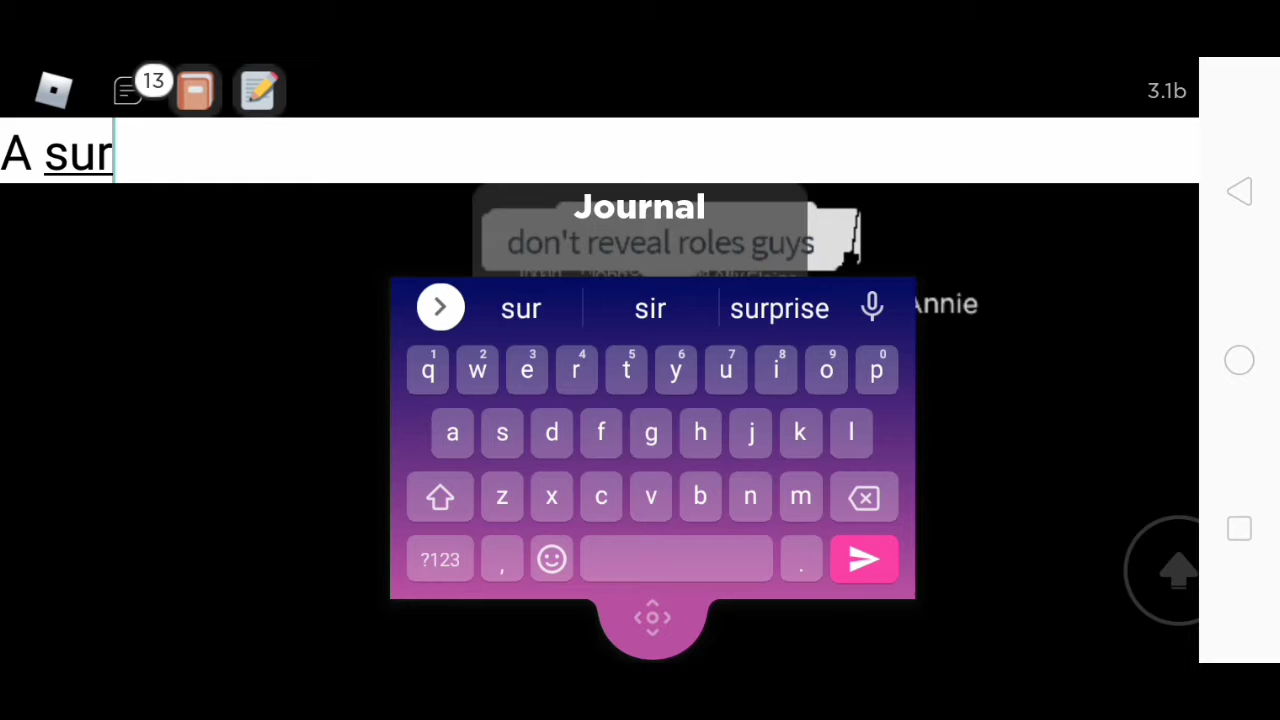 13
3.1b
A sur
Journal
don't reveal roles guys
Annie
sur sir surprise
1 2 3 4 5 6 7 8 9 0
q w e r t y u i o p
a s d f g h j k l
z x c v b n m
?123 , .